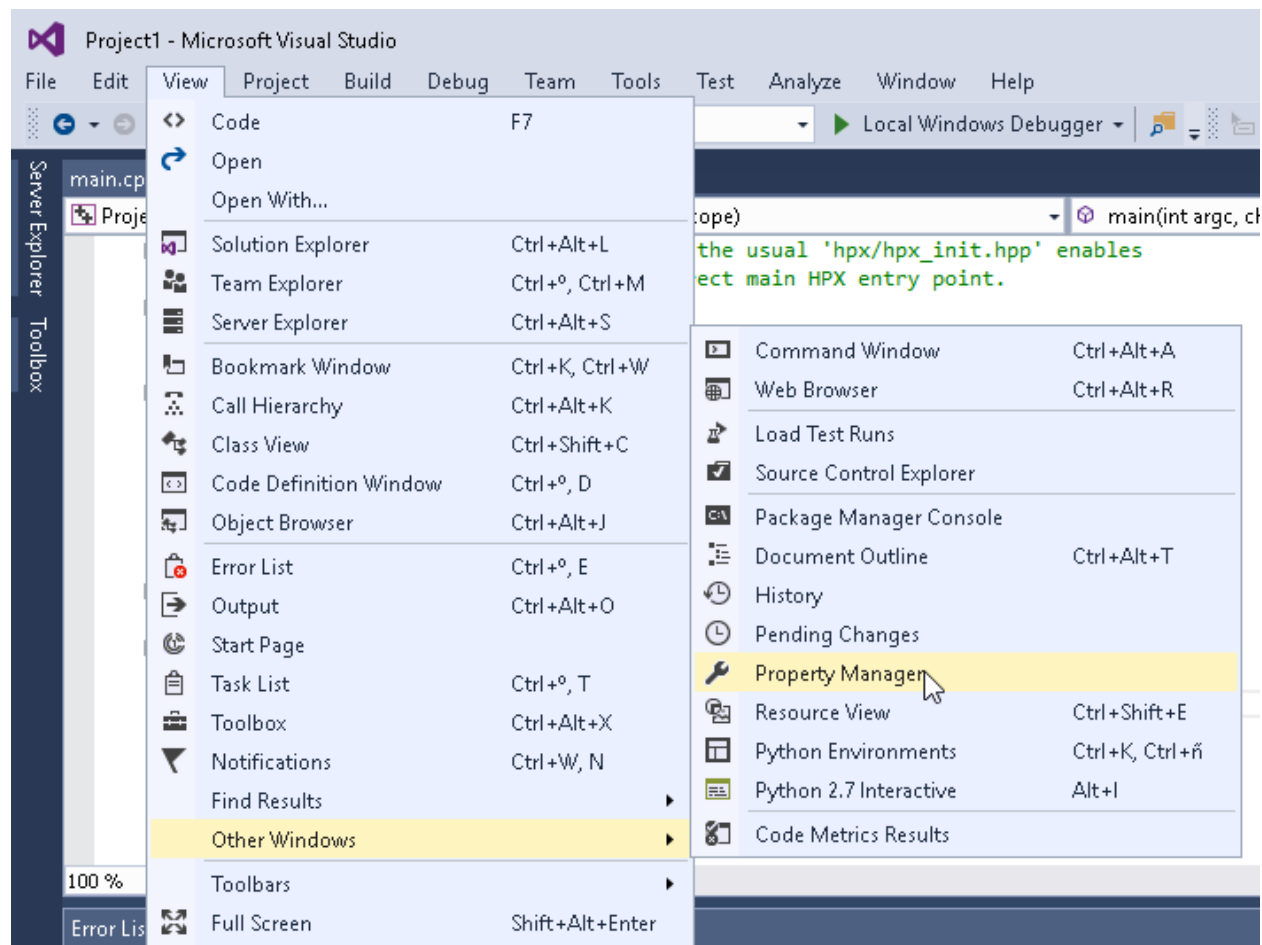 Project1 - Microsoft Visual Studio
File Edit View Project Build Debug Team Tools Test Analyze Window Help
Local Windows Debugger
Code F7
Open
Open With...
Solution Explorer Ctrl+Alt+L
Team Explorer Ctrl+º, Ctrl+M
Server Explorer Ctrl+Alt+S
Bookmark Window Ctrl+K, Ctrl+W
Call Hierarchy Ctrl+Alt+K
Class View Ctrl+Shift+C
Code Definition Window Ctrl+º, D
Object Browser Ctrl+Alt+J
Error List Ctrl+º, E
Output Ctrl+Alt+O
Start Page
Task List Ctrl+º, T
Toolbox Ctrl+Alt+X
Notifications Ctrl+W, N
Find Results
Other Windows
Toolbars
Full Screen Shift+Alt+Enter
Server Explorer
Toolbox
main.cp
Proje
cope)
main(int argc, ch
the usual 'hpx/hpx_init.hpp' enables
rect main HPX entry point.
Command Window Ctrl+Alt+A
Web Browser Ctrl+Alt+R
Load Test Runs
Source Control Explorer
Package Manager Console
Document Outline Ctrl+Alt+T
History
Pending Changes
Property Manager
Resource View Ctrl+Shift+E
Python Environments Ctrl+K, Ctrl+ñ
Python 2.7 Interactive Alt+I
Code Metrics Results
100 %
Error Lis